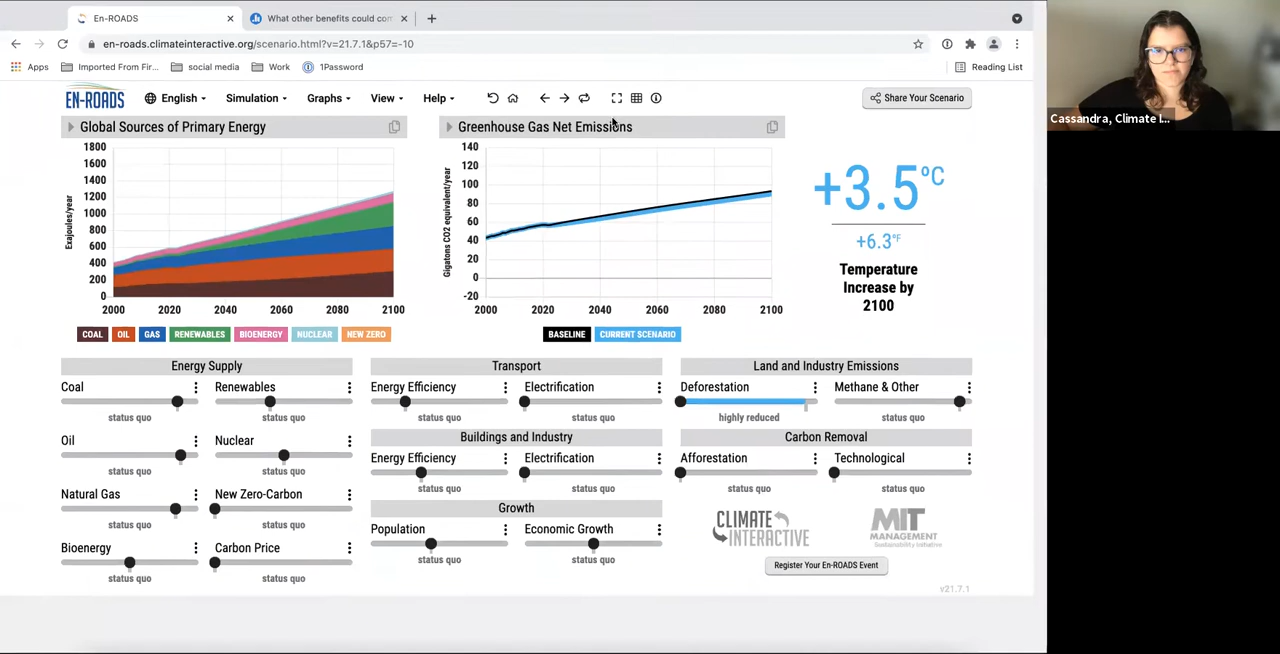 En-ROADS
What other benefits could con
en-roads.climateinteractive.org/scenario.html?v=21.7.1&p57=-10
Apps
Imported From Fir...
social media
Work
1Password
Reading List
EN-ROADS
English
Simulation
Graphs
View
Help
Share Your Scenario
Global Sources of Primary Energy
1800
1600
1400
1200
1000
800
600
400
200
0
Exajoules/year
2000 2020 2040 2060 2080 2100
COAL OIL GAS RENEWABLES BIOENERGY NUCLEAR NEW ZERO
Greenhouse Gas Net Emissions
140
120
100
80
60
40
20
0
-20
Gigatons CO2 equivalent/year
2000 2020 2040 2060 2080 2100
BASELINE CURRENT SCENARIO
+3.5°C
+6.3°F
Temperature
Increase by
2100
Energy Supply
Coal
status quo
Renewables
status quo
Oil
status quo
Nuclear
status quo
Natural Gas
status quo
New Zero-Carbon
status quo
Bioenergy
status quo
Carbon Price
status quo
Transport
Energy Efficiency
status quo
Electrification
status quo
Buildings and Industry
Energy Efficiency
status quo
Electrification
status quo
Growth
Population
status quo
Economic Growth
status quo
Land and Industry Emissions
Deforestation
highly reduced
Methane & Other
status quo
Carbon Removal
Afforestation
status quo
Technological
status quo
CLIMATE
INTERACTIVE
MIT
MANAGEMENT
Sustainability Initiative
Register Your En-ROADS Event
v21.7.1
Cassandra, Climate I...